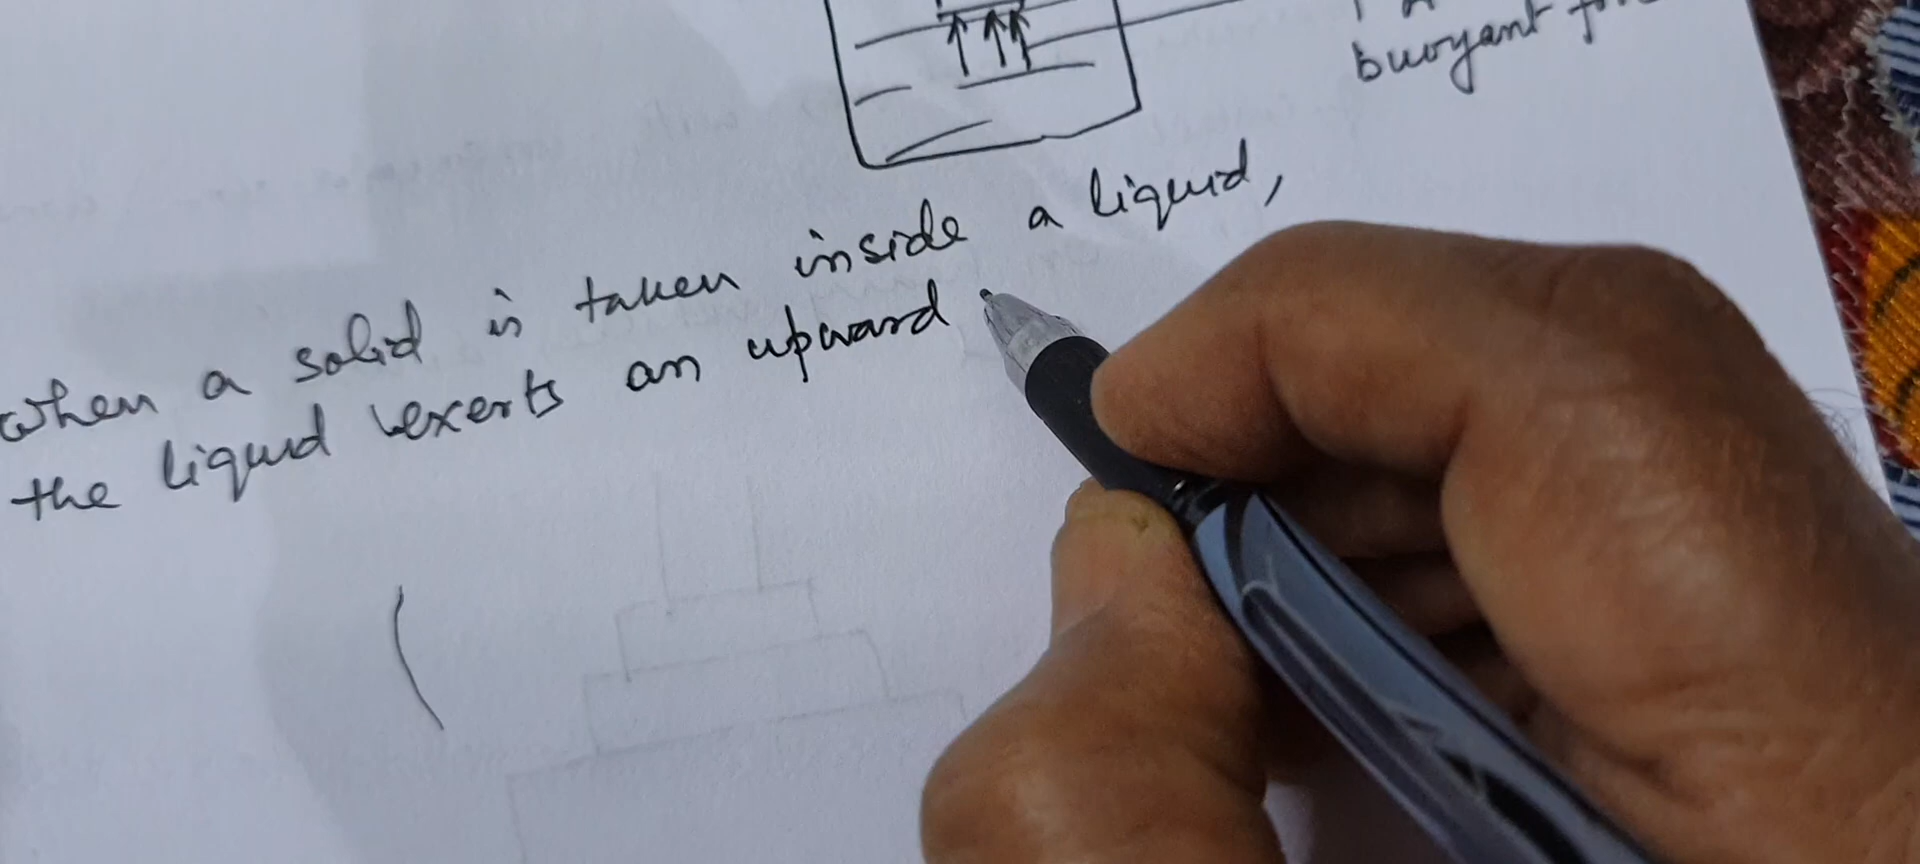 buoyant
When a solid is taken inside a liquid,
the liquid exerts an upward